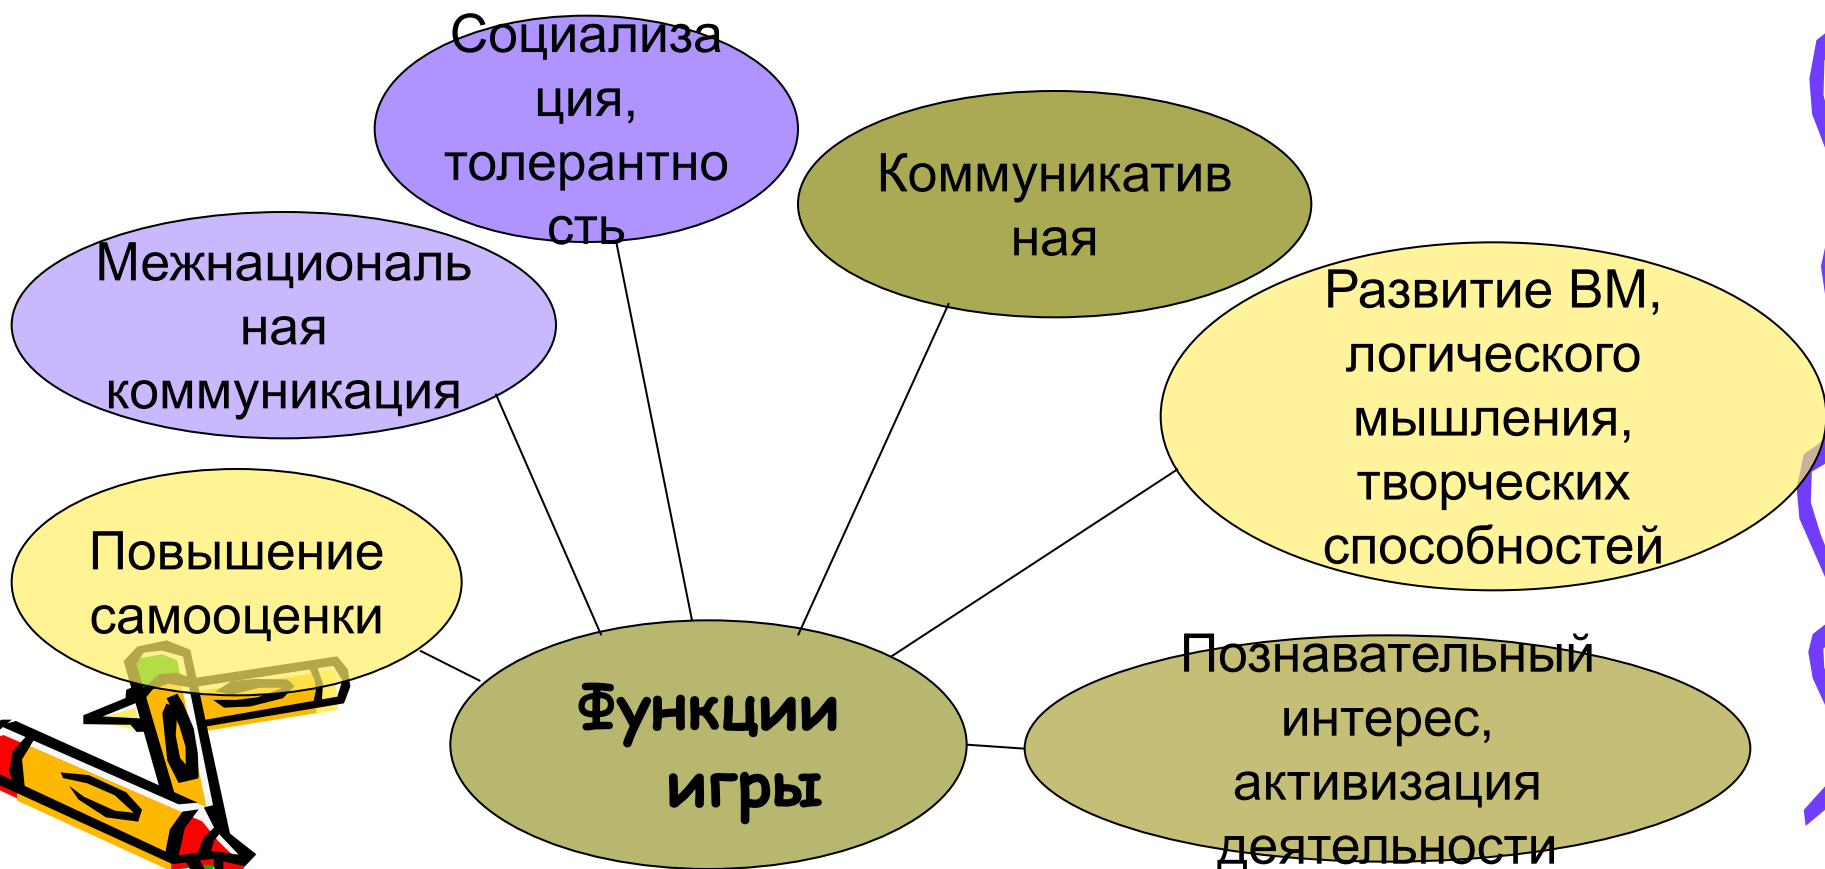 Социализа
ция,
толерантно
сть
Коммуникатив
ная
Межнациональ
ная
коммуникация
Развитие ВМ,
логического
мышления,
творческих
способностей
Повышение
самооценки
Функции
игры
Познавательный
интерес,
активизация
деятельности